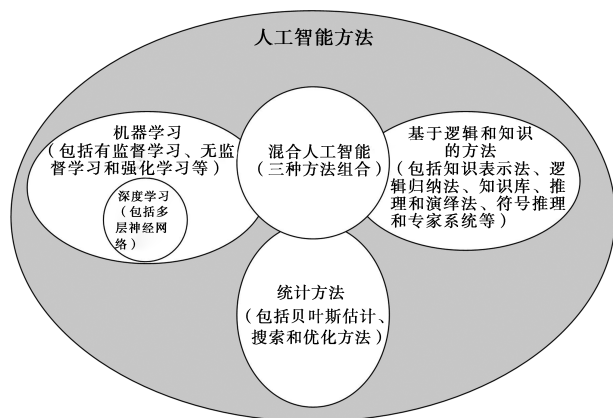 人工智能方法
机器学习
（包括有监督学习、无监
督学习和强化学习等）
深度学习
（包括多
层神经网
络）
混合人工智能
（三种方法组合）
基于逻辑和知识
的方法
（包括知识表示法、逻
辑归纳法、知识库、推
理和演绎法、符号推理
和专家系统等）
统计方法
（包括贝叶斯估计、
搜索和优化方法）